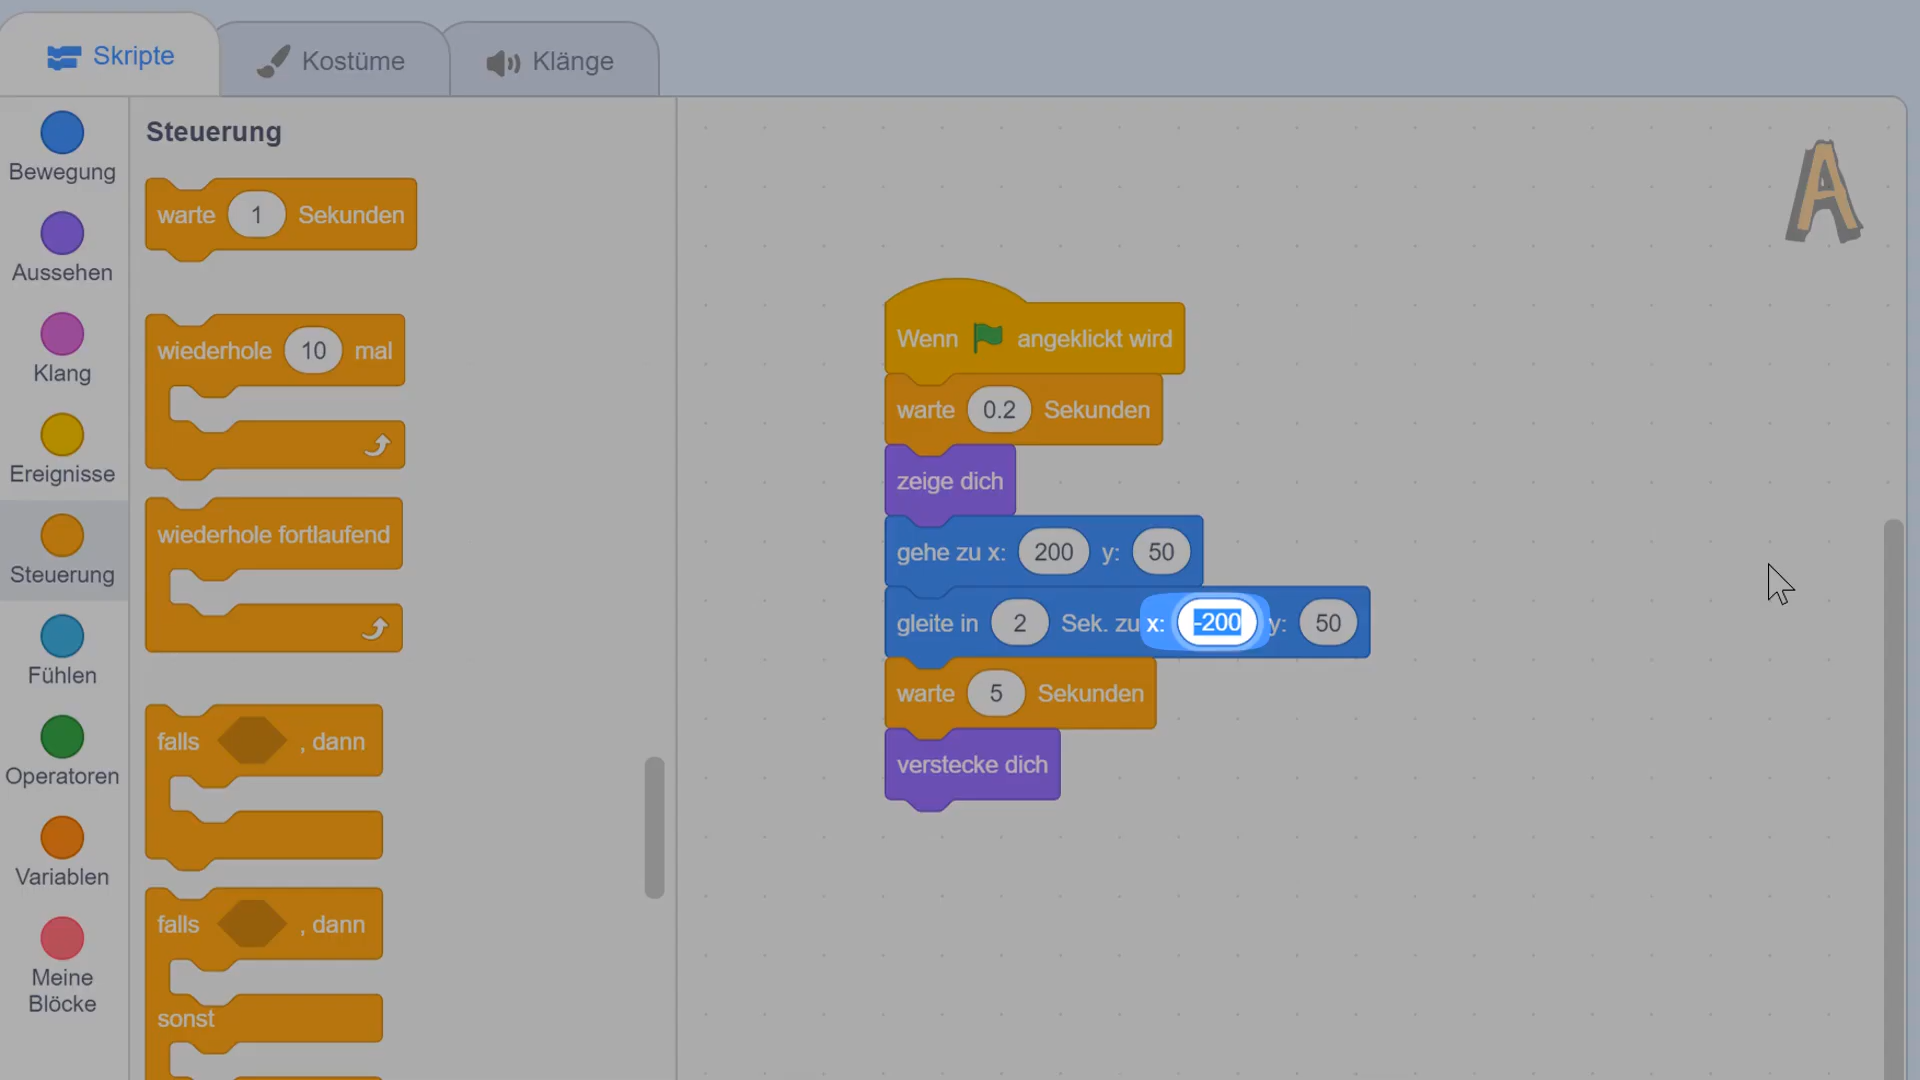 Skripte
Kostüme
Klänge
Bewegung
Aussehen
Klang
Ereignisse
Steuerung
Fühlen
Operatoren
Variablen
Meine
Blöcke
Steuerung
warte 1 Sekunden
wiederhole 10 mal
wiederhole fortlaufend
falls , dann
falls , dann
sonst
Wenn angeklickt wird
warte 0.2 Sekunden
zeige dich
gehe zu x: 200 y: 50
gleite in 2 Sek. zu x: -200 y: 50
warte 5 Sekunden
verstecke dich
A